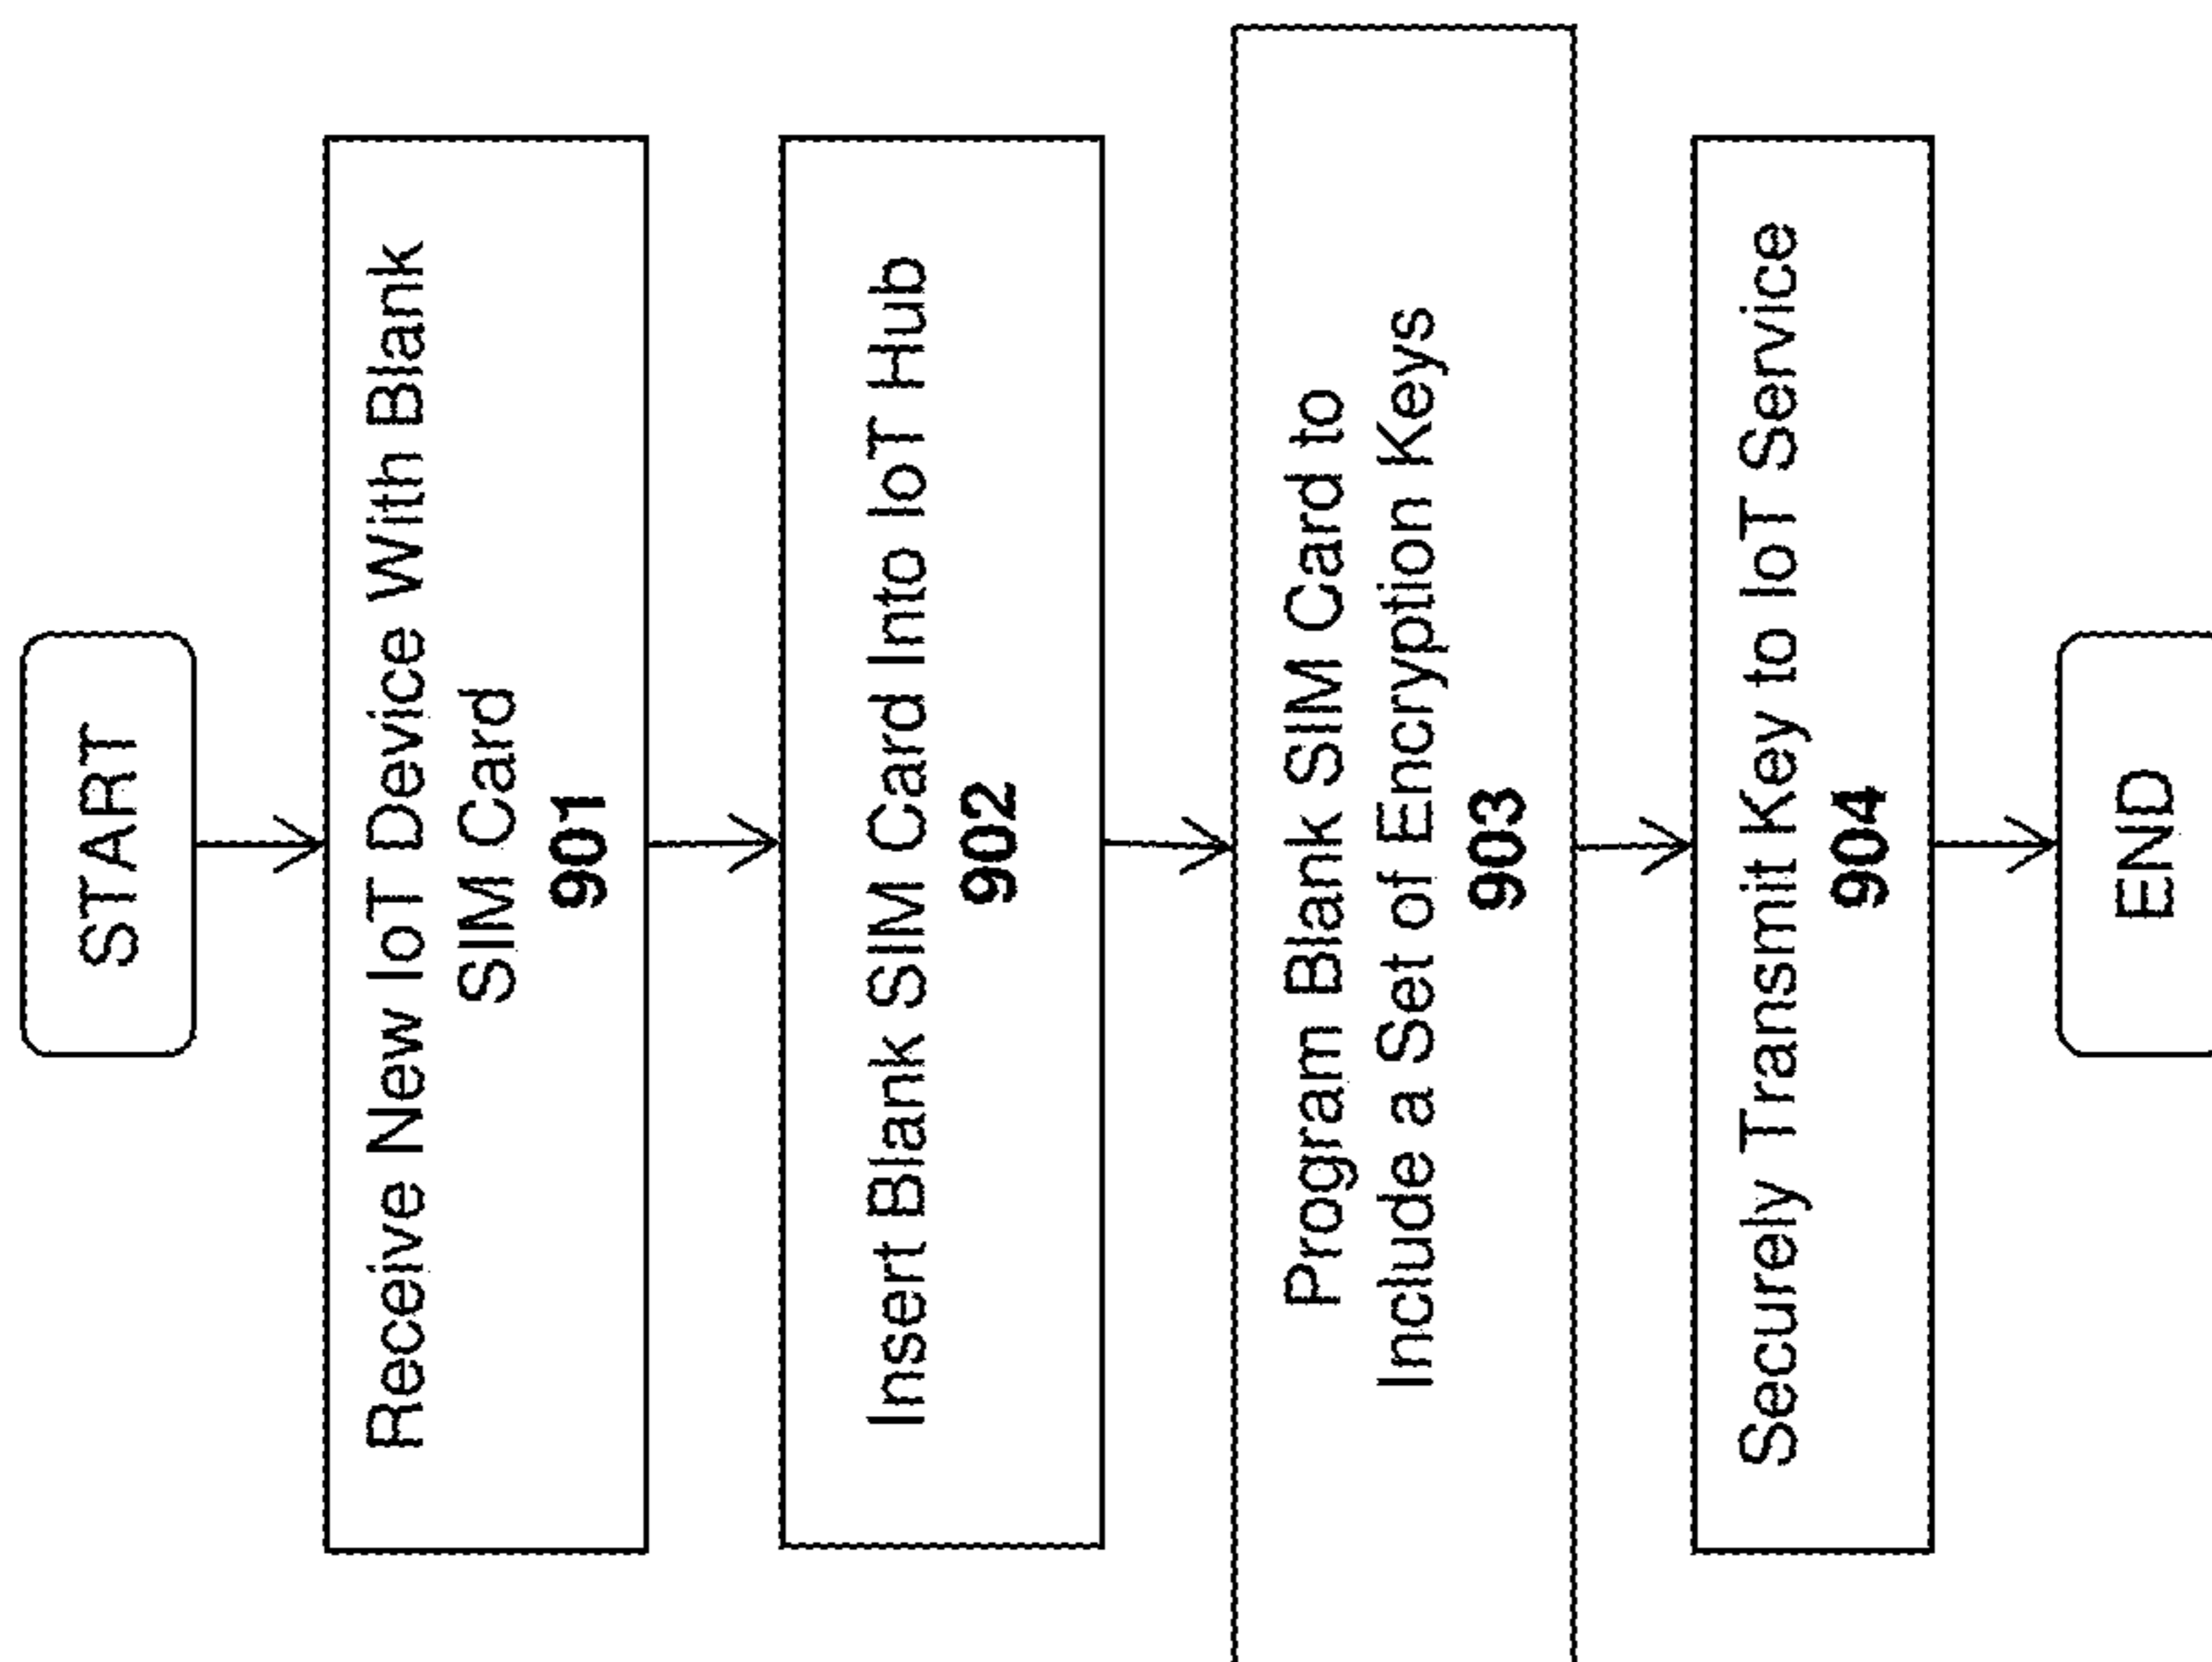 START
Receive New IoT Device With Blank
SIM Card
901
Insert Blank SIM Card Into IoT Hub
902
Program Blank SIM Card to
Include a Set of Encryption Keys
903
Securely Transmit Key to IoT Service
904
END